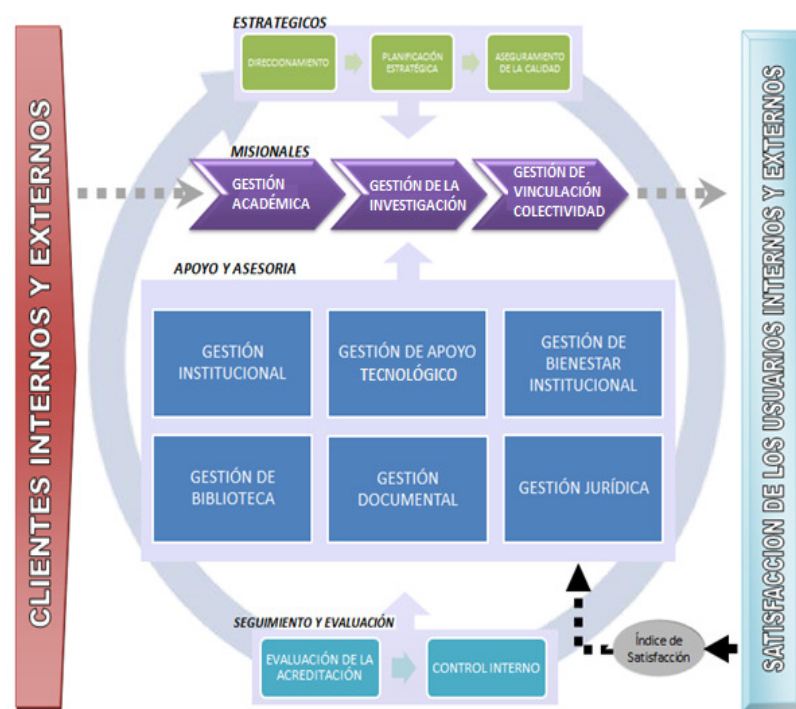 CLIENTES INTERNOS Y EXTERNOS
ESTRATEGICOS
DIRECCIONAMIENTO
PLANIFICACIÓN
ESTRATÉGICA
ASEGURAMIENTO
DE LA CALIDAD
MISIONALES
GESTIÓN
ACADÉMICA
GESTIÓN DE LA
INVESTIGACIÓN
GESTIÓN DE
VINCULACIÓN
COLECTIVIDAD
APOYO Y ASESORIA
GESTIÓN
INSTITUCIONAL
GESTIÓN DE APOYO
TECNOLÓGICO
GESTIÓN DE
BIENESTAR
INSTITUCIONAL
GESTIÓN DE
BIBLIOTECA
GESTIÓN
DOCUMENTAL
GESTIÓN JURÍDICA
SEGUIMIENTO Y EVALUACIÓN
EVALUACIÓN DE LA
ACREDITACIÓN
CONTROL INTERNO
Índice de
Satisfacción
SATISFACCION DE LOS USUARIOS INTERNOS Y EXTERNOS